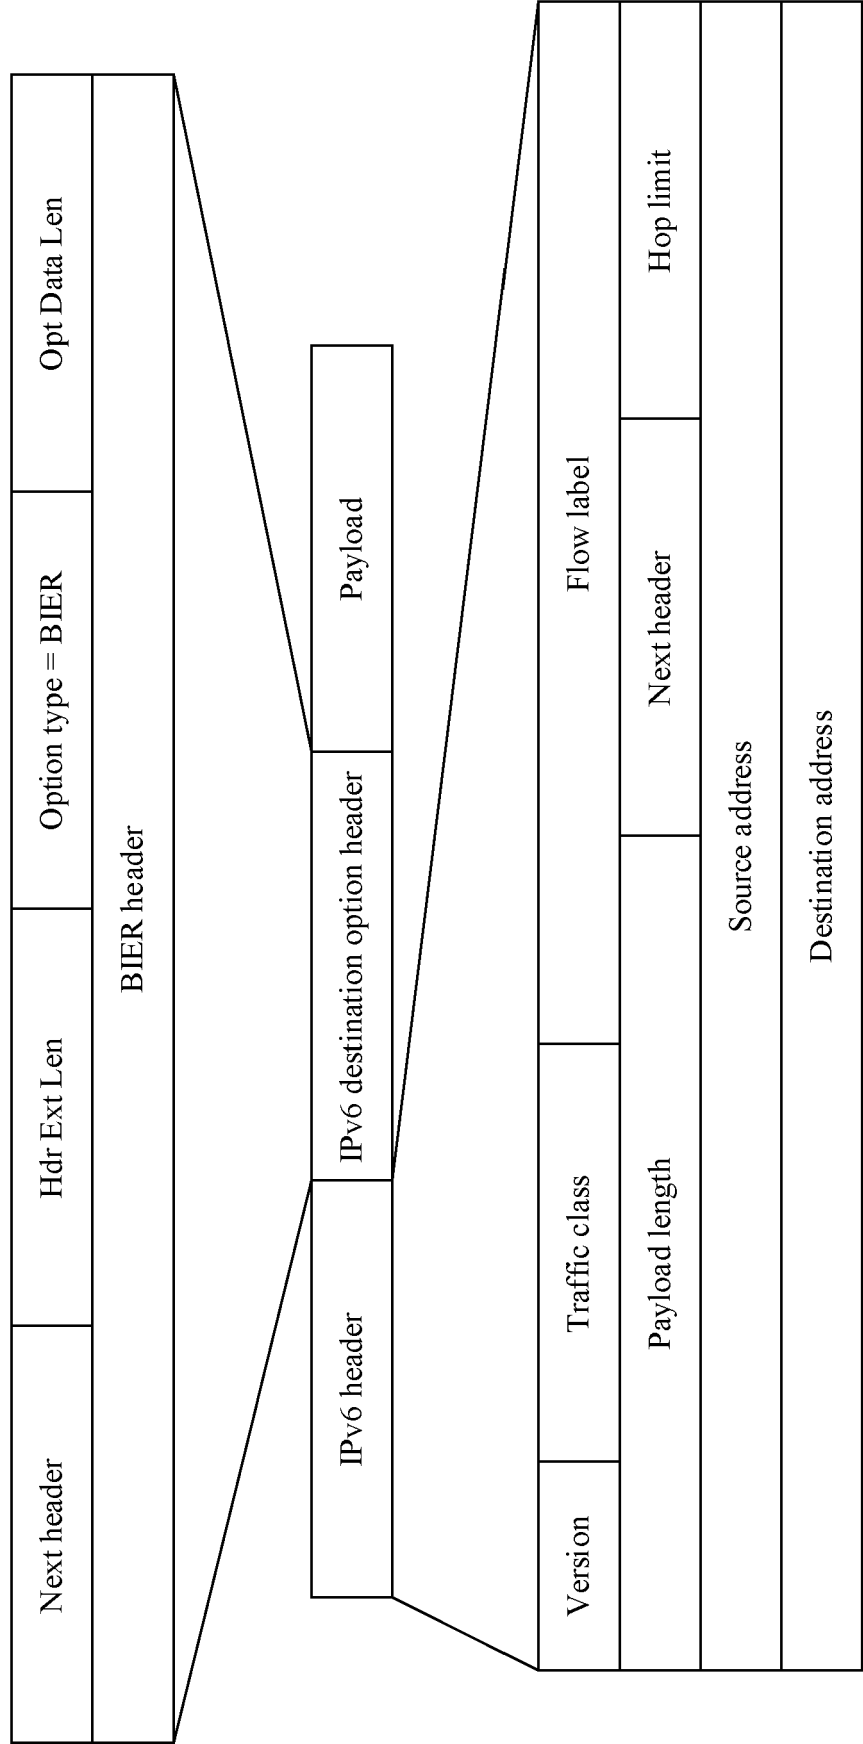 Next header
Hdr Ext Len
Option type = BIER
Opt Data Len
BIER header
IPv6 header
IPv6 destination option header
Payload
Version
Traffic class
Flow label
Payload length
Next header
Hop limit
Source address
Destination address